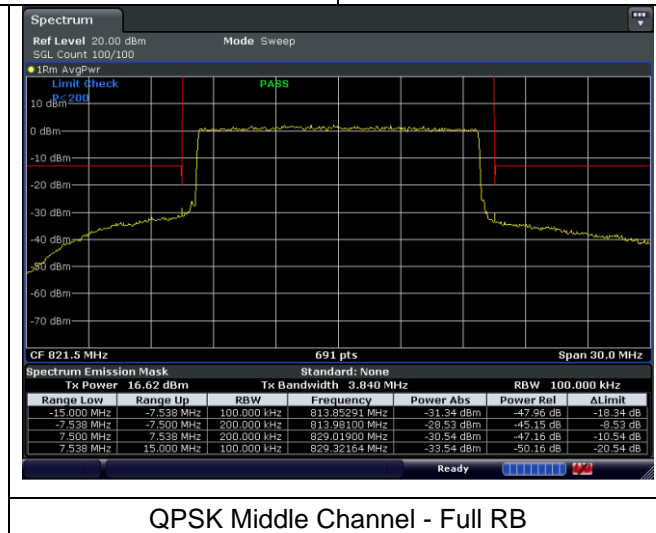 Spectrum
Ref Level 20.00 dBm Mode Sweep
SGL Count 100/100
1Rm AvgPwr
Limit Check PASS
P<200
10 dBm
0 dBm
-10 dBm
-20 dBm
-30 dBm
-40 dBm
-50 dBm
-60 dBm
-70 dBm
CF 821.5 MHz 691 pts Span 30.0 MHz
Spectrum Emission Mask Standard: None
Tx Power 16.62 dBm Tx Bandwidth 3.840 MHz RBW 100.000 kHz
Range Low Range Up RBW Frequency Power Abs Power Rel ΔLimit
-15.000 MHz -7.538 MHz 100.000 kHz 813.85291 MHz -31.34 dBm -47.96 dB -18.34 dB
-7.538 MHz -7.500 MHz 200.000 kHz 813.98100 MHz -28.53 dBm -45.15 dB -8.53 dB
7.500 MHz 7.538 MHz 200.000 kHz 829.01900 MHz -30.54 dBm -47.16 dB -10.54 dB
7.538 MHz 15.000 MHz 100.000 kHz 829.32164 MHz -33.54 dBm -50.16 dB -20.54 dB
Ready
QPSK Middle Channel - Full RB